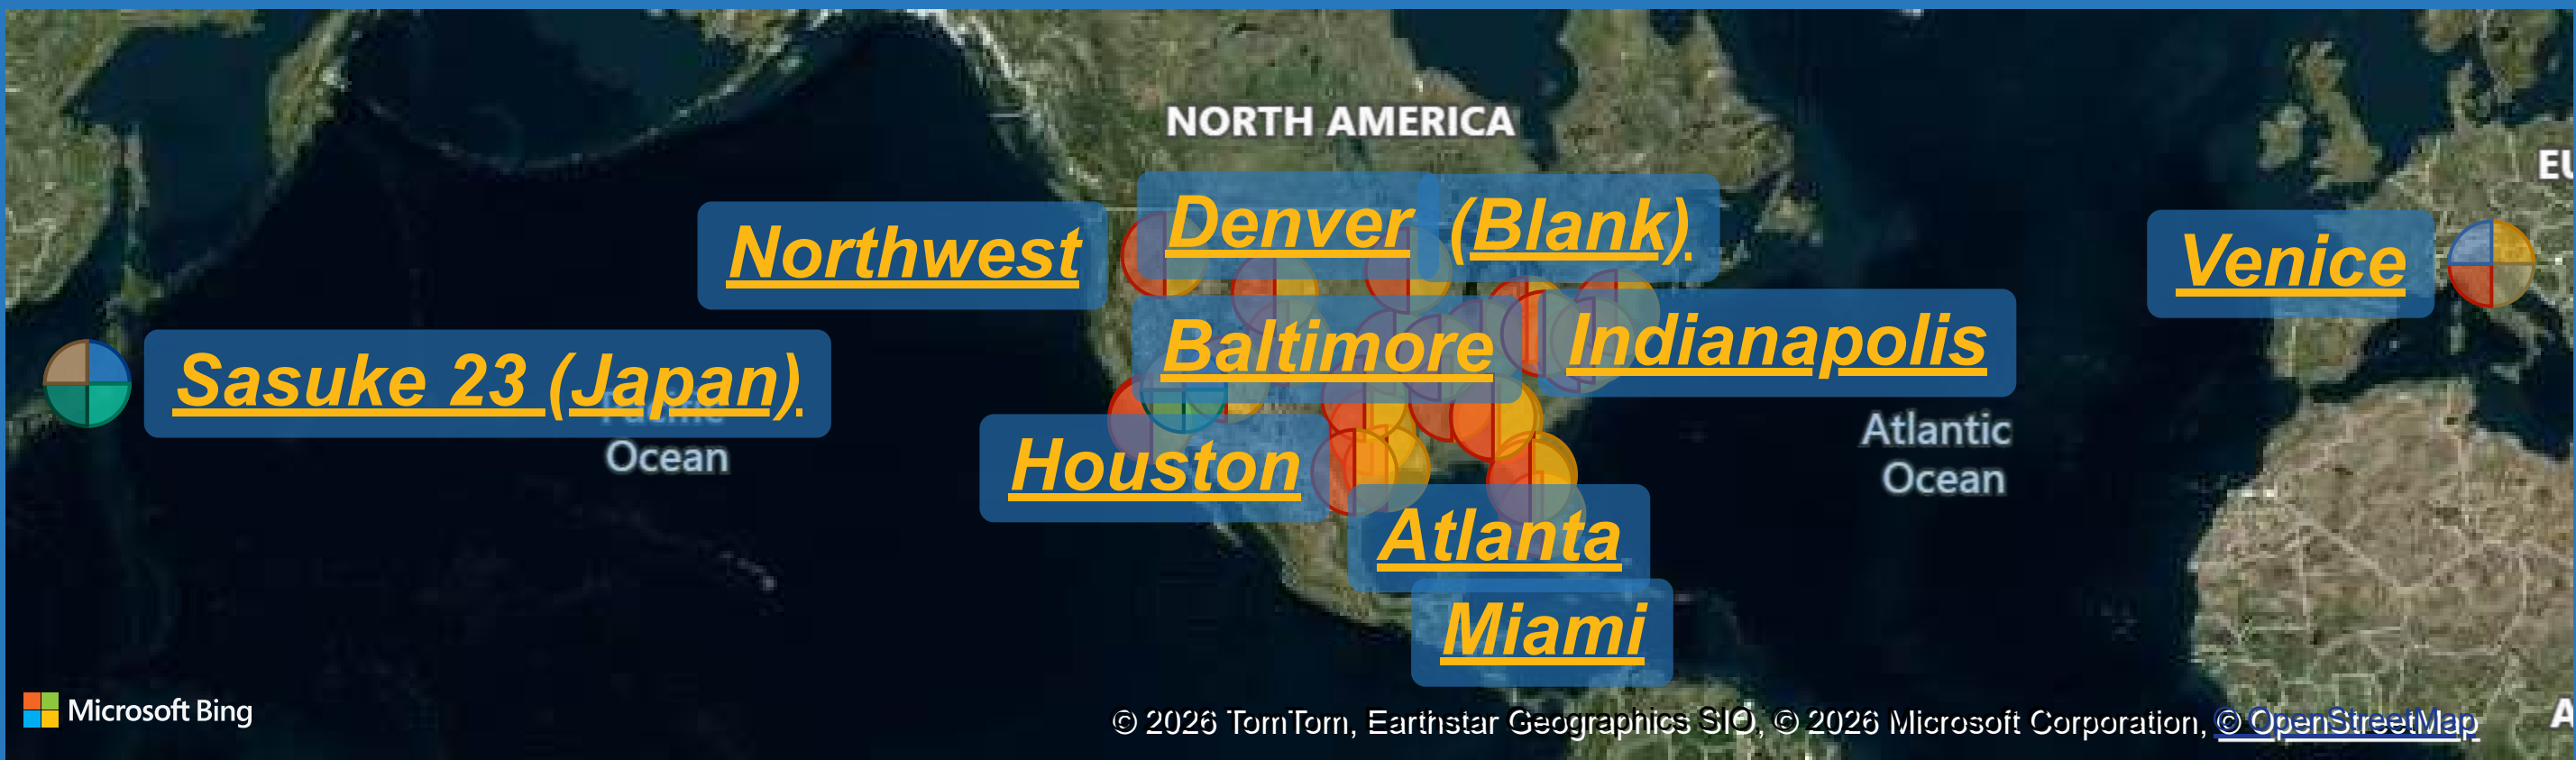 NORTH AMERICA
EU
Denver
(Blank)
Northwest
Venice
Baltimore
Indianapolis
Sasuke 23 (Japan)
Pacific
Ocean
Atlantic
Ocean
Houston
Atlanta
Miami
Microsoft Bing
© 2026 TomTom, Earthstar Geographics SIO, © 2026 Microsoft Corporation, © OpenStreetMap
A